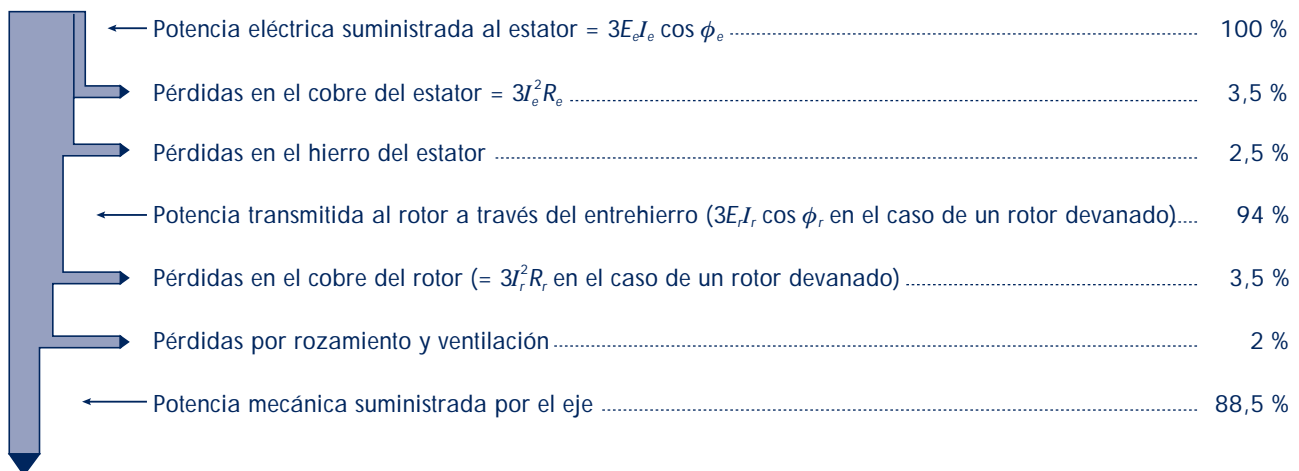 Potencia eléctrica suministrada al estator = 3EₑIₑ cos ϕₑ ........ 100 %
Pérdidas en el cobre del estator = 3Iₑ²Rₑ ........ 3,5 %
Pérdidas en el hierro del estator ........ 2,5 %
Potencia transmitida al rotor a través del entrehierro (3EᵣIᵣ cos ϕᵣ en el caso de un rotor devanado).... 94 %
Pérdidas en el cobre del rotor (= 3Iᵣ²Rᵣ en el caso de un rotor devanado) ........ 3,5 %
Pérdidas por rozamiento y ventilación ........ 2 %
Potencia mecánica suministrada por el eje ........ 88,5 %